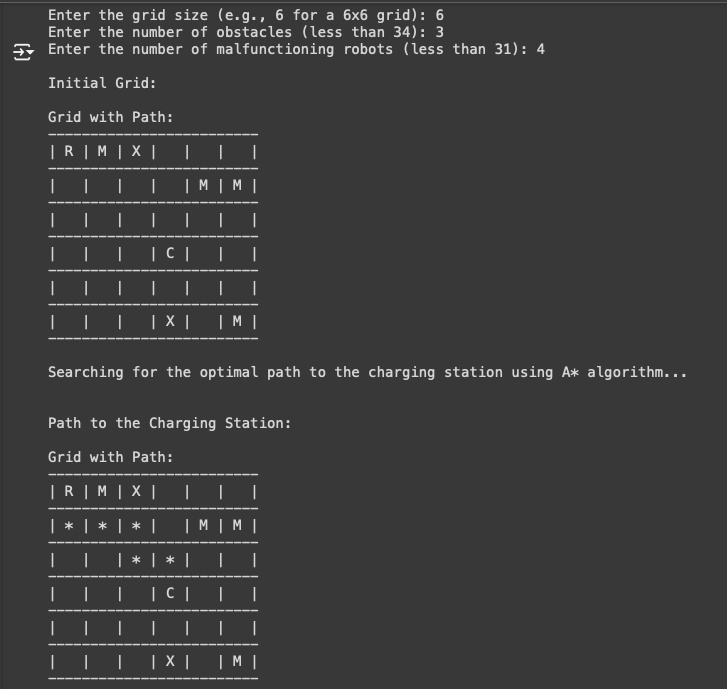 Enter the grid size (e.g., 6 for a 6x6 grid): 6
Enter the number of obstacles (less than 34): 3
Enter the number of malfunctioning robots (less than 31): 4
Initial Grid:
Grid with Path:
-------------------------
| R | M | X |   |   |   |
-------------------------
|   |   |   |   | M | M |
-------------------------
|   |   |   |   |   |   |
-------------------------
|   |   |   | C |   |   |
-------------------------
|   |   |   |   |   |   |
-------------------------
|   |   |   | X |   | M |
-------------------------
Searching for the optimal path to the charging station using A* algorithm...
Path to the Charging Station:
Grid with Path:
-------------------------
| R | M | X |   |   |   |
-------------------------
| * | * | * |   | M | M |
-------------------------
|   |   | * | * |   |   |
-------------------------
|   |   |   | C |   |   |
-------------------------
|   |   |   |   |   |   |
-------------------------
|   |   |   | X |   | M |
-------------------------